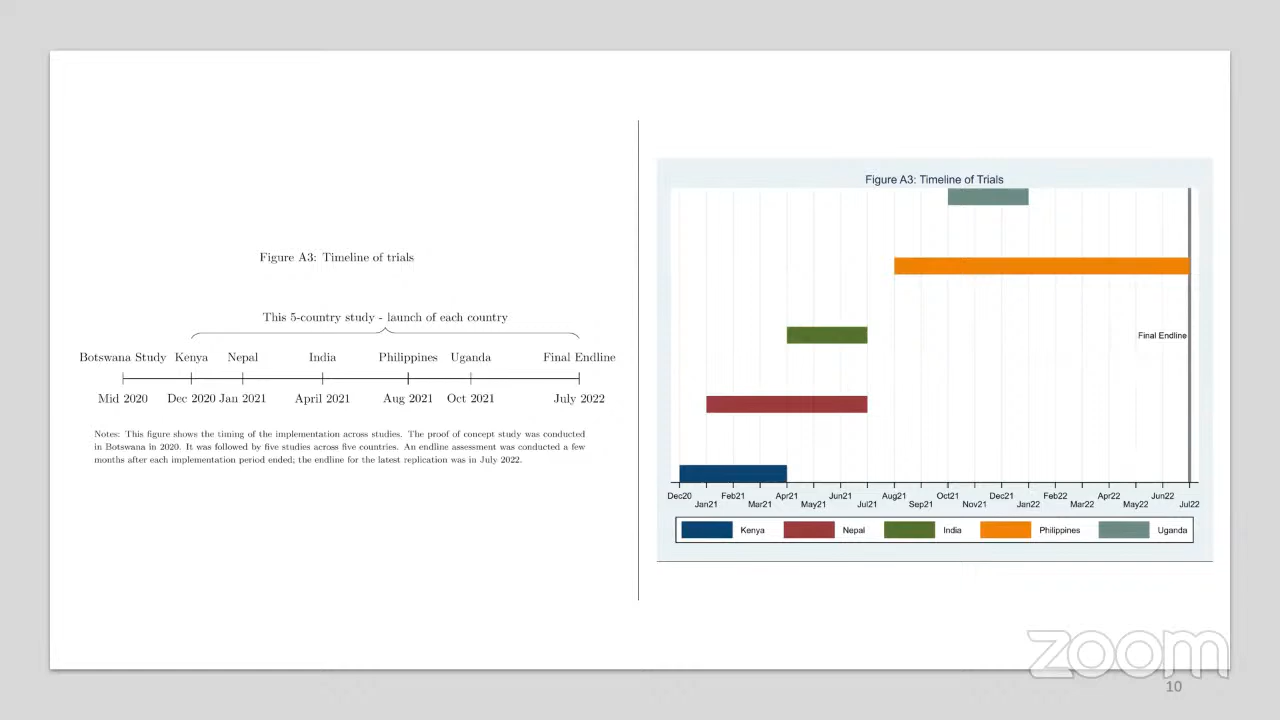 Figure A3: Timeline of trials
This 5-country study - launch of each country
Botswana Study Kenya Nepal India Philippines Uganda Final Endline
Mid 2020 Dec 2020 Jan 2021 April 2021 Aug 2021 Oct 2021 July 2022
Notes: This figure shows the timing of the implementation across studies. The proof of concept study was conducted
in Botswana in 2020. It was followed by five studies across five countries. An endline assessment was conducted a few
months after each implementation period ended; the endline for the latest replication was in July 2022.
Figure A3: Timeline of Trials
Final Endline
Dec20 Feb21 Apr21 Jun21 Aug21 Oct21 Dec21 Feb22 Apr22 Jun22
Jan21 Mar21 May21 Jul21 Sep21 Nov21 Jan22 Mar22 May22 Jul22
Kenya Nepal India Philippines Uganda
zoom
10